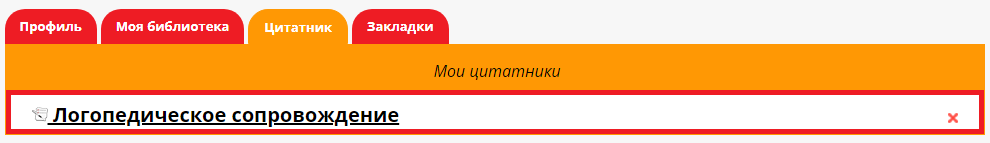 Профиль Моя библиотека Цитатник Закладки
Мои цитатники
Логопедическое сопровождение